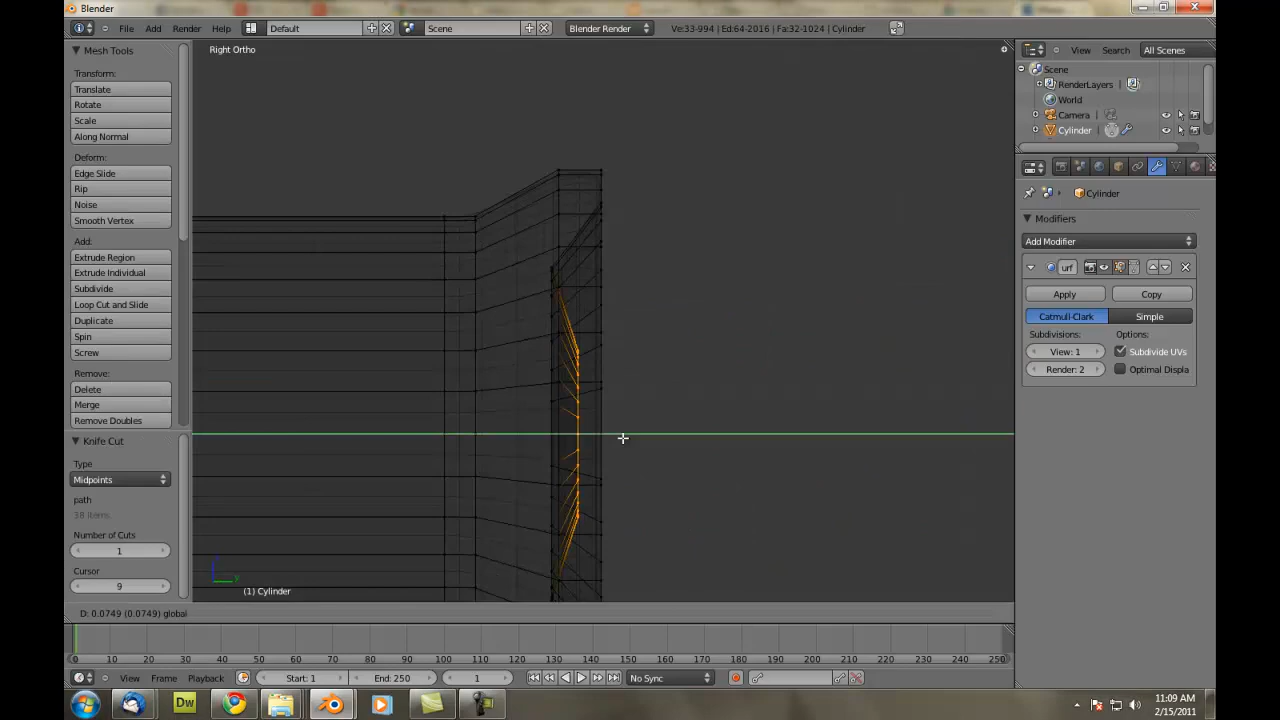 Blender
File Add Render Help Default Scene Blender Render Ve:33-994 | Ed:64-2016 | Fa:32-1024 | Cylinder
Mesh Tools
Transform:
Translate
Rotate
Scale
Along Normal
Deform:
Edge Slide
Rip
Noise
Smooth Vertex
Add:
Extrude Region
Extrude Individual
Subdivide
Loop Cut and Slide
Duplicate
Spin
Screw
Remove:
Delete
Merge
Remove Doubles
Knife Cut
Type
Midpoints
path
38 Items
Number of Cuts
1
Cursor
9
Right Ortho
(1) Cylinder
D: 0.0749 (0.0749) global
View Search All Scenes
Scene
RenderLayers |
World
Camera |
Cylinder |
Cylinder
Modifiers
Add Modifier
urf
Apply Copy
Catmull-Clark Simple
Subdivisions: Options:
View: 1 Subdivide UVs
Render: 2 Optimal Displa
0 10 20 30 40 50 60 70 80 90 100 110 120 130 140 150 160 170 180 190 200 210 220 230 240 250
View Frame Playback Start: 1 End: 250 1 No Sync
Dw
11:09 AM
2/15/2011